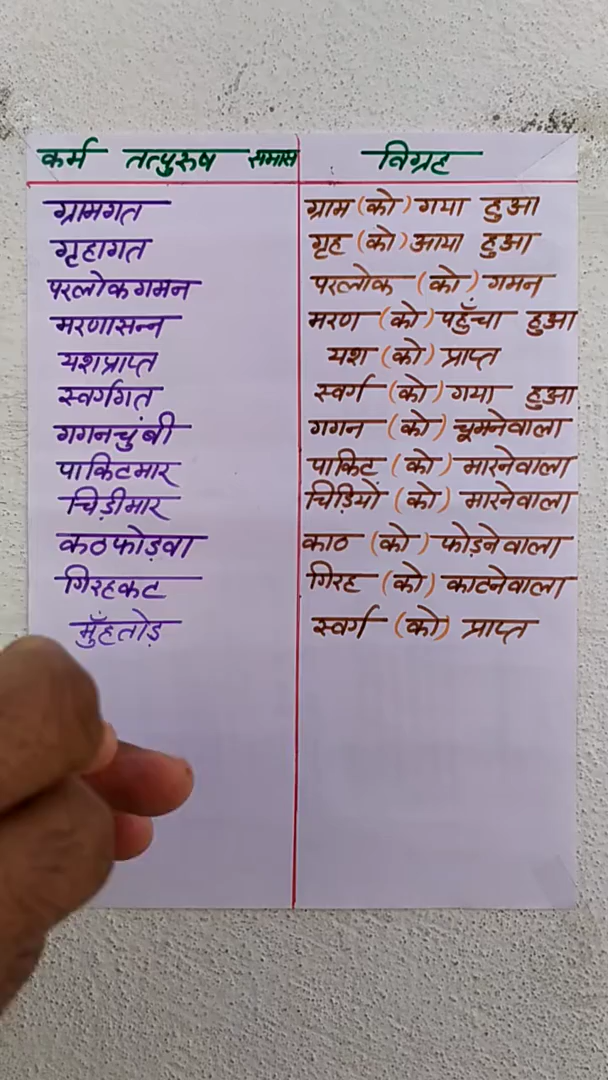 कर्म तत्पुरुष समास विग्रह
ग्रामगत ग्राम (को) गया हुआ
गृहागत गृह (को) आया हुआ
परलोकगमन परलोक (को) गमन
मरणासन्न मरण (को) पहुँचा हुआ
यशप्राप्त यश (को) प्राप्त
स्वर्गगत स्वर्ग (को) गया हुआ
गगनचुंबी गगन (को) चूमनेवाला
पाकिटमार पाकिट (को) मारनेवाला
चिड़ीमार चिड़ियों (को) मारनेवाला
कठफोड़वा काठ (को) फोड़नेवाला
गिरहकट गिरह (को) काटनेवाला
मुँहतोड़ स्वर्ग (को) प्राप्त